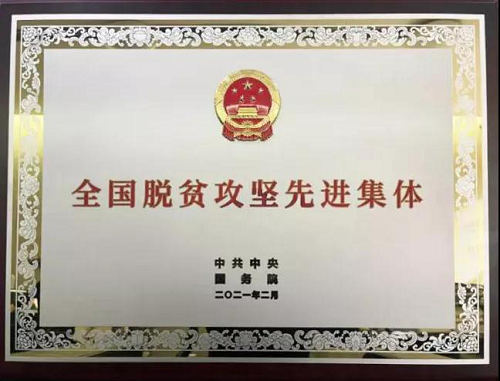 全国脱贫攻坚先进集体
中共中央
国务院
二〇二一年二月